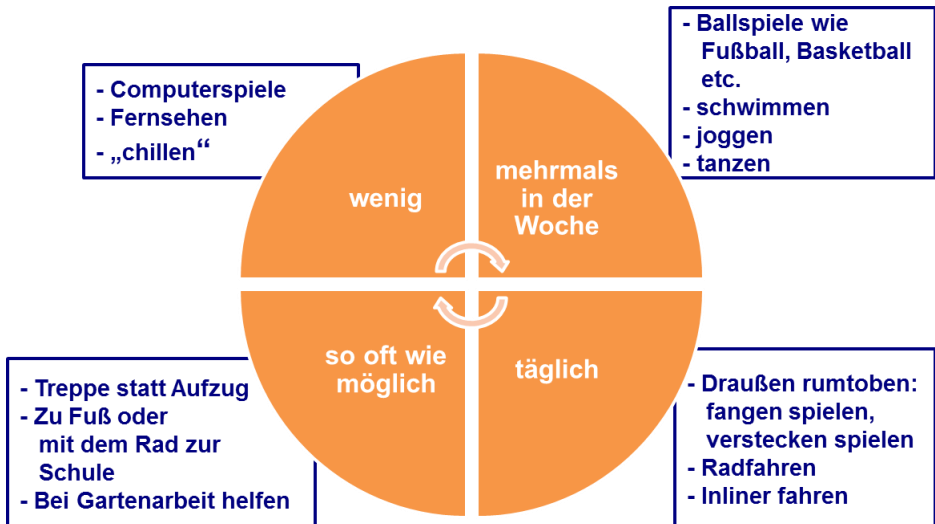 - Computerspiele
- Fernsehen
- „chillen“
wenig
- Ballspiele wie
Fußball, Basketball
etc.
- schwimmen
- joggen
- tanzen
mehrmals
in der
Woche
so oft wie
möglich
- Treppe statt Aufzug
- Zu Fuß oder
mit dem Rad zur
Schule
- Bei Gartenarbeit helfen
täglich
- Draußen rumtoben:
fangen spielen,
verstecken spielen
- Radfahren
- Inliner fahren